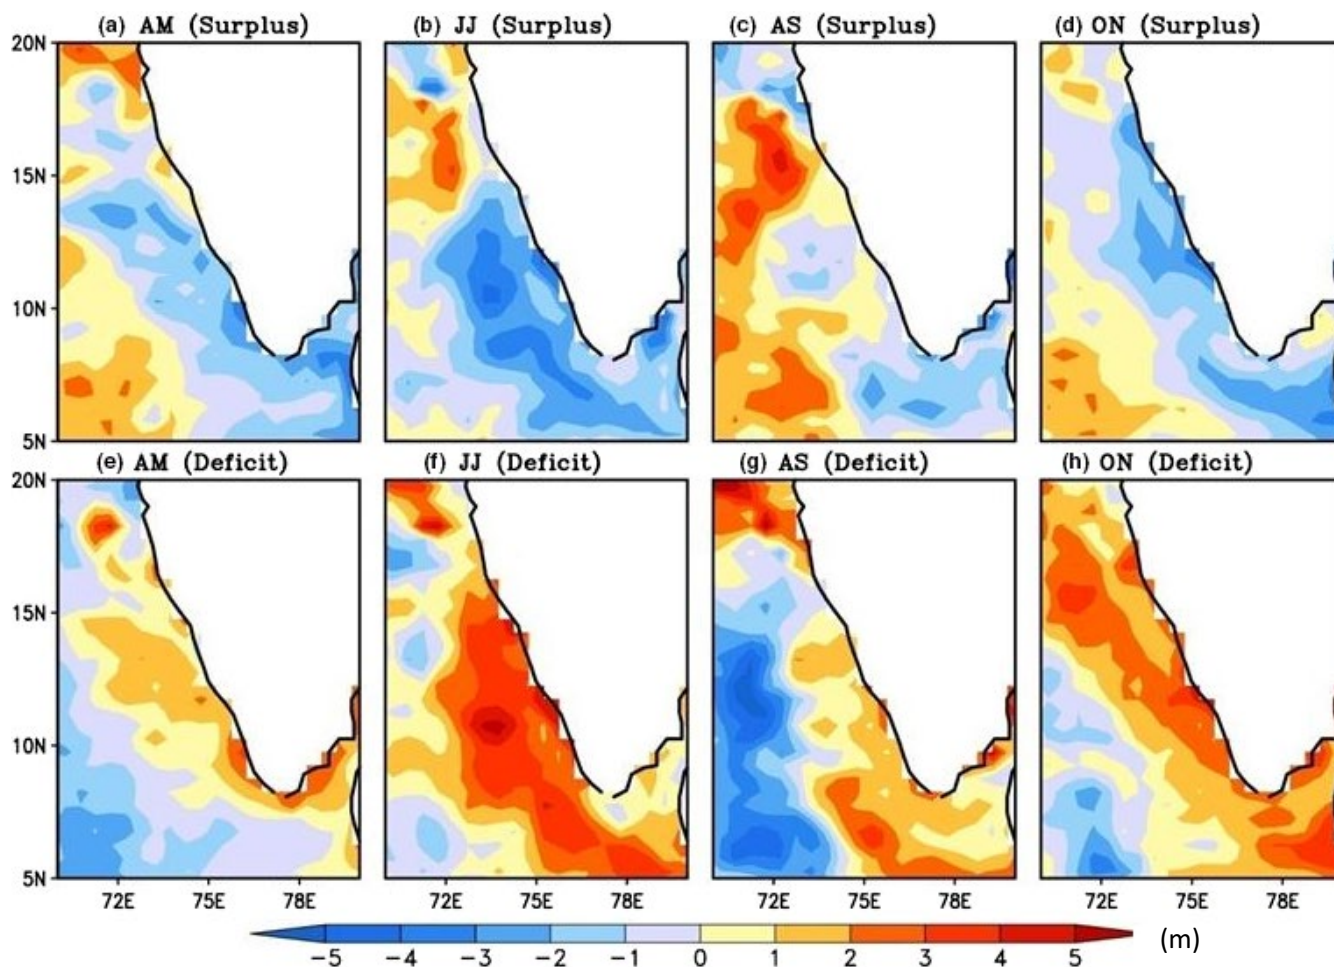 (a) AM (Surplus) (b) JJ (Surplus) (c) AS (Surplus) (d) ON (Surplus)
20N
15N
10N
5N
(e) AM (Deficit) (f) JJ (Deficit) (g) AS (Deficit) (h) ON (Deficit)
20N
15N
10N
5N
72E 75E 78E 72E 75E 78E 72E 75E 78E 72E 75E 78E
−5 −4 −3 −2 −1 0 1 2 3 4 5 (m)